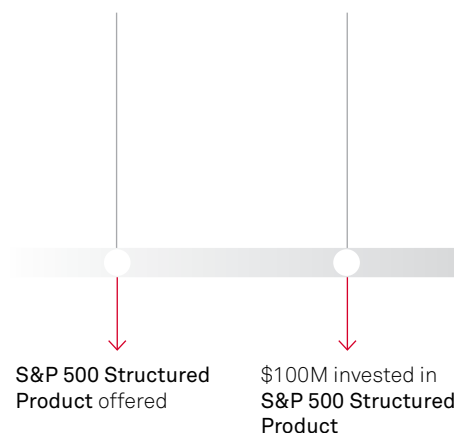 S&P 500 Structured
Product offered
$100M invested in
S&P 500 Structured
Product